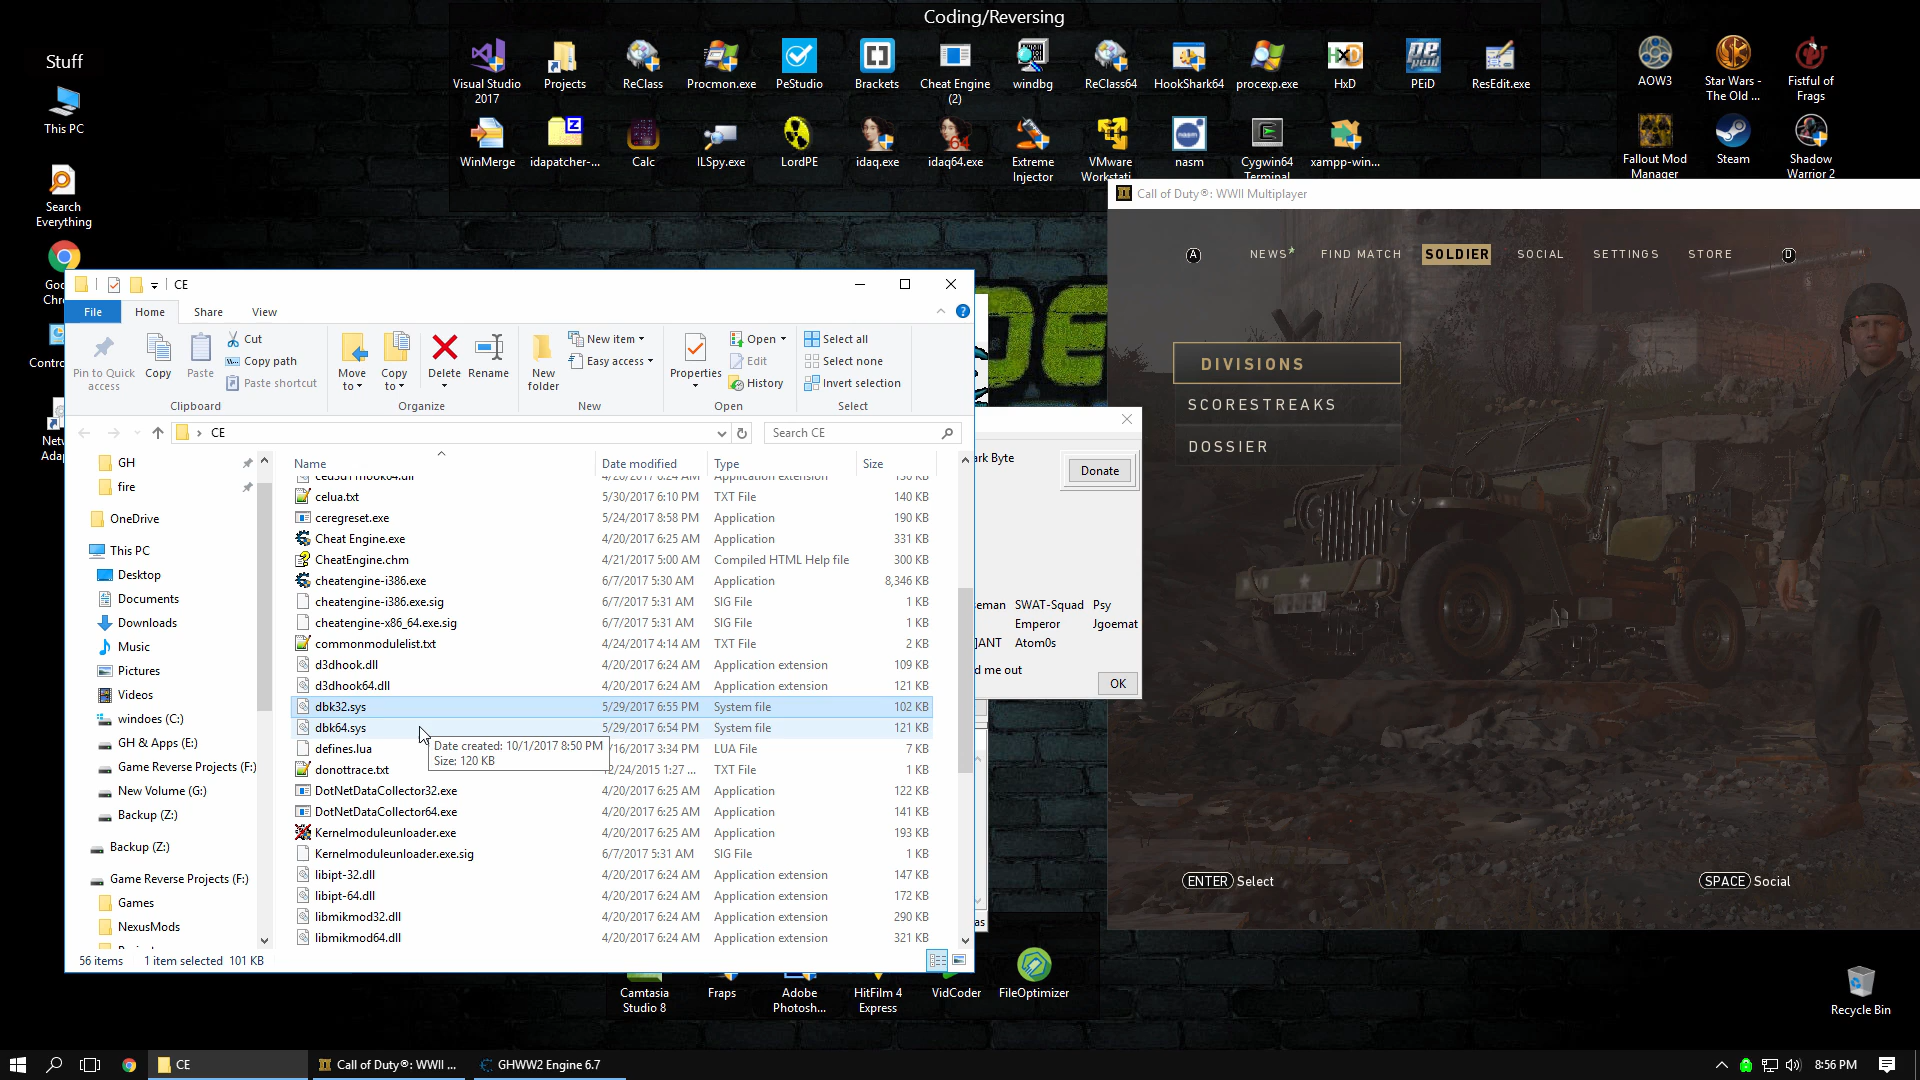 Coding/Reversing
Stuff
This PC
Search
Everything
Visual Studio
2017
Projects
ReClass
Procmon.exe
PeStudio
Brackets
Cheat Engine
(2)
windbg
ReClass64
HookShark64
procexp.exe
HxD
PEiD
ResEdit.exe
WinMerge
idapatcher-...
Calc
ILSpy.exe
LordPE
idaq.exe
idaq64.exe
Extreme
Injector
VMware
Workstati...
nasm
Cygwin64
Terminal
xampp-win...
AOW3
Star Wars -
The Old ...
Fistful of
Frags
Fallout Mod
Manager
Steam
Shadow
Warrior 2
Call of Duty®: WWII Multiplayer
A
NEWS*
FIND MATCH
SOLDIER
SOCIAL
SETTINGS
STORE
D
DIVISIONS
SCORESTREAKS
DOSSIER
ENTER Select
SPACE Social
CE
File Home Share View
Pin to Quick
access
Copy
Paste
Cut
Copy path
Paste shortcut
Clipboard
Move
to
Copy
to
Delete
Rename
Organize
New
folder
New item
Easy access
New
Properties
Open
Edit
History
Open
Select all
Select none
Invert selection
Select
CE
Search CE
GH
fire
OneDrive
This PC
Desktop
Documents
Downloads
Music
Pictures
Videos
windoes (C:)
GH & Apps (E:)
Game Reverse Projects (F:)
New Volume (G:)
Backup (Z:)
Backup (Z:)
Game Reverse Projects (F:)
Games
NexusMods
Name Date modified Type Size
celua.txt 5/30/2017 6:10 PM TXT File 140 KB
ceregreset.exe 5/24/2017 8:58 PM Application 190 KB
Cheat Engine.exe 4/20/2017 6:25 AM Application 331 KB
CheatEngine.chm 4/21/2017 5:00 AM Compiled HTML Help file 300 KB
cheatengine-i386.exe 6/7/2017 5:30 AM Application 8,346 KB
cheatengine-i386.exe.sig 6/7/2017 5:31 AM SIG File 1 KB
cheatengine-x86_64.exe.sig 6/7/2017 5:31 AM SIG File 1 KB
commonmodulelist.txt 4/24/2017 4:14 AM TXT File 2 KB
d3dhook.dll 4/20/2017 6:24 AM Application extension 109 KB
d3dhook64.dll 4/20/2017 6:24 AM Application extension 121 KB
dbk32.sys 5/29/2017 6:55 PM System file 102 KB
dbk64.sys 5/29/2017 6:54 PM System file 121 KB
defines.lua /16/2017 3:34 PM LUA File 7 KB
donottrace.txt 2/24/2015 1:27 ... TXT File 1 KB
DotNetDataCollector32.exe 4/20/2017 6:25 AM Application 122 KB
DotNetDataCollector64.exe 4/20/2017 6:25 AM Application 141 KB
Kernelmoduleunloader.exe 4/20/2017 6:25 AM Application 193 KB
Kernelmoduleunloader.exe.sig 6/7/2017 5:31 AM SIG File 1 KB
libipt-32.dll 4/20/2017 6:24 AM Application extension 147 KB
libipt-64.dll 4/20/2017 6:24 AM Application extension 172 KB
libmikmod32.dll 4/20/2017 6:24 AM Application extension 290 KB
libmikmod64.dll 4/20/2017 6:24 AM Application extension 321 KB
Date created: 10/1/2017 8:50 PM
Size: 120 KB
56 items 1 item selected 101 KB
ark Byte
Donate
eman SWAT-Squad Psy
Emperor Jgoemat
]ANT Atom0s
d me out
OK
as
Camtasia
Studio 8
Fraps
Adobe
Photosh...
HitFilm 4
Express
VidCoder
FileOptimizer
Recycle Bin
CE
Call of Duty®: WWII ...
GHWW2 Engine 6.7
8:56 PM